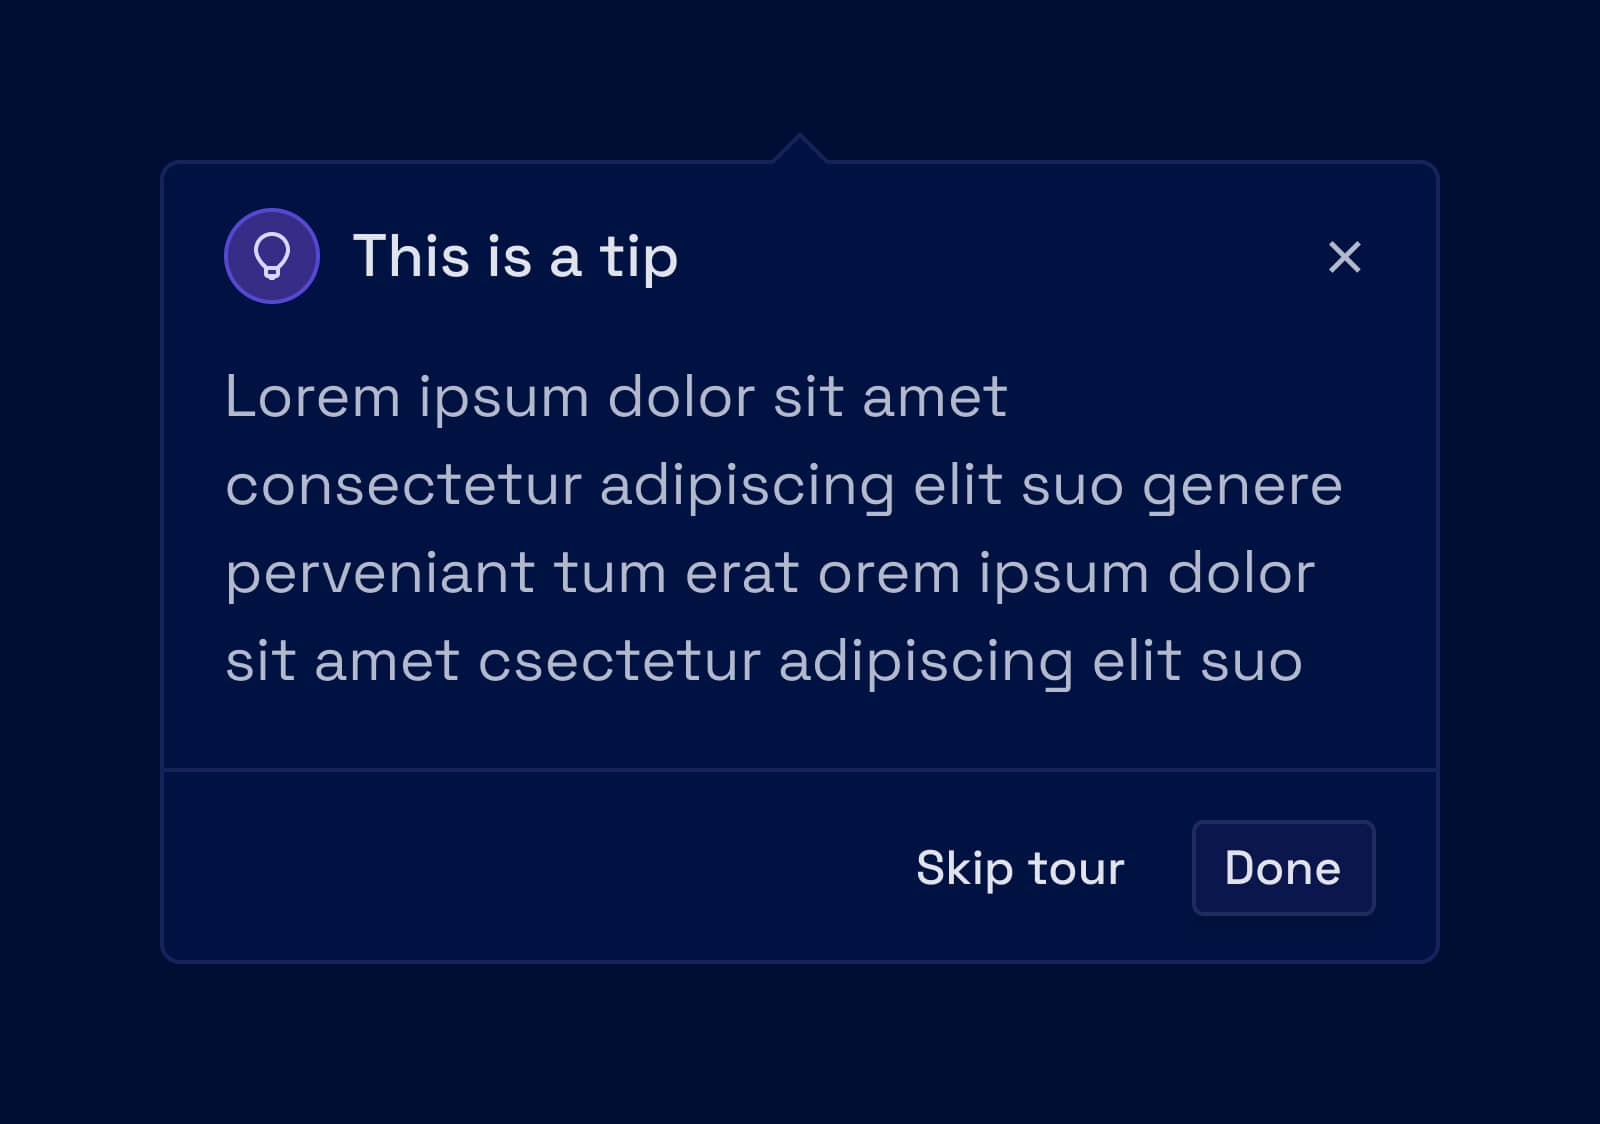 This is a tip
Lorem ipsum dolor sit amet
consectetur adipiscing elit suo genere
perveniant tum erat orem ipsum dolor
sit amet csectetur adipiscing elit suo
Skip tour
Done